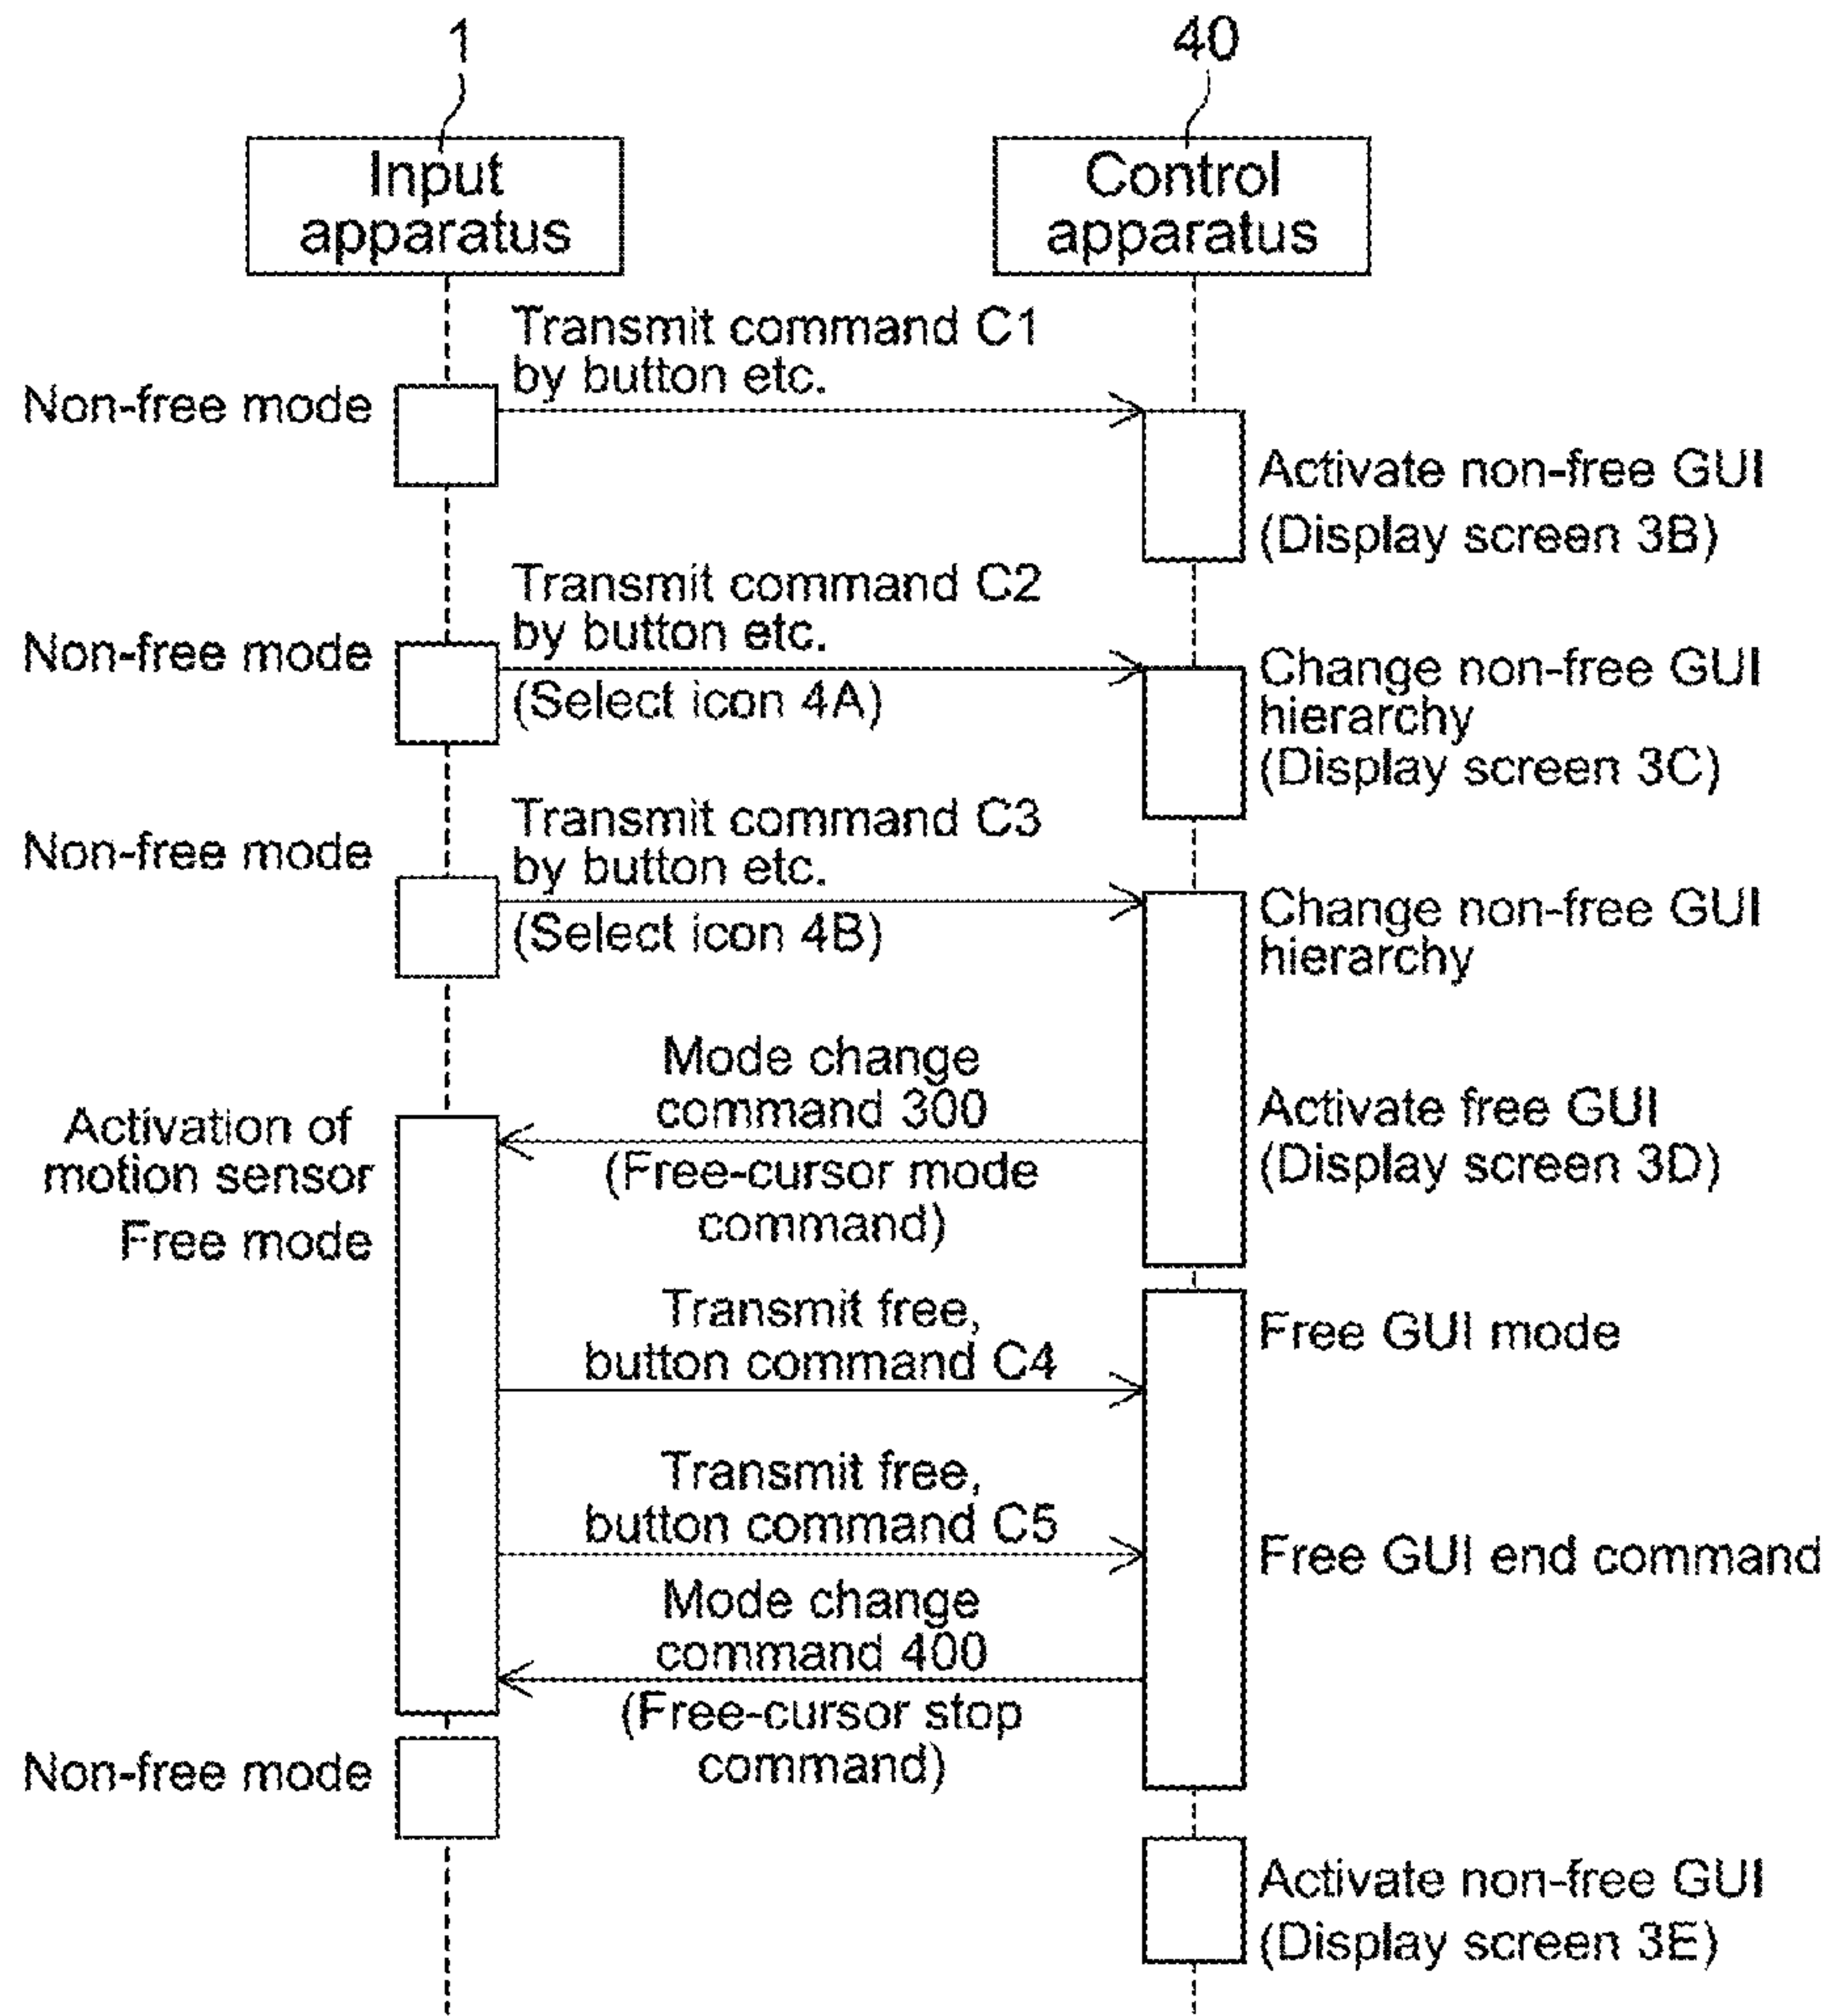 1
40
Input
apparatus
Control
apparatus
Transmit command C1
by button etc.
Non-free mode
Activate non-free GUI
(Display screen 3B)
Transmit command C2
by button etc.
(Select icon 4A)
Non-free mode
Change non-free GUI
hierarchy
(Display screen 3C)
Transmit command C3
by button etc.
(Select icon 4B)
Non-free mode
Change non-free GUI
hierarchy
Mode change
command 300
(Free-cursor mode
command)
Activation of
motion sensor
Free mode
Activate free GUI
(Display screen 3D)
Transmit free,
button command C4
Free GUI mode
Transmit free,
button command C5
Free GUI end command
Mode change
command 400
(Free-cursor stop
command)
Non-free mode
Activate non-free GUI
(Display screen 3E)